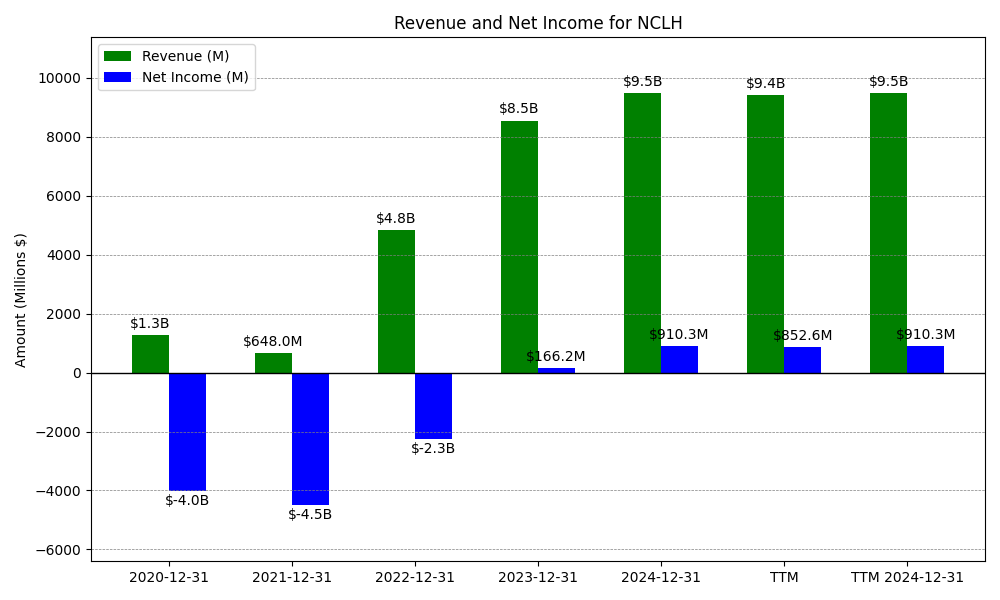 Revenue and Net Income for NCLH
Revenue (M)
Net Income (M)
Amount (Millions $)
10000
8000
6000
4000
2000
0
−2000
−4000
−6000
$1.3B
$648.0M
$4.8B
$8.5B
$9.5B
$9.4B
$9.5B
$-4.0B
$-4.5B
$-2.3B
$166.2M
$910.3M
$852.6M
$910.3M
2020-12-31
2021-12-31
2022-12-31
2023-12-31
2024-12-31
TTM
TTM 2024-12-31